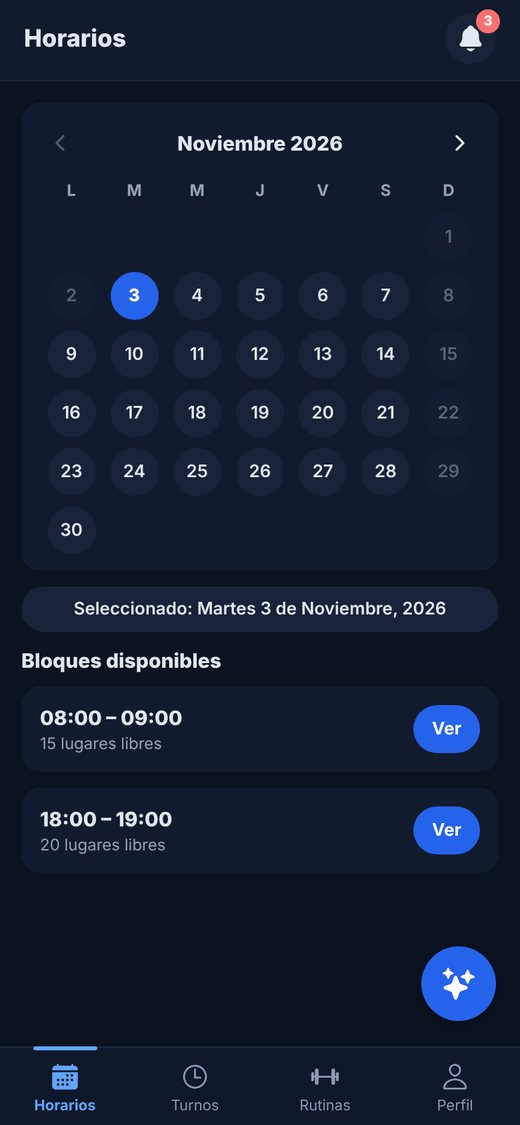 Horarios
3
Noviembre 2026
L M M J V S D
1
2 3 4 5 6 7 8
9 10 11 12 13 14 15
16 17 18 19 20 21 22
23 24 25 26 27 28 29
30
Seleccionado: Martes 3 de Noviembre, 2026
Bloques disponibles
08:00 – 09:00
15 lugares libres
Ver
18:00 – 19:00
20 lugares libres
Ver
Horarios Turnos Rutinas Perfil